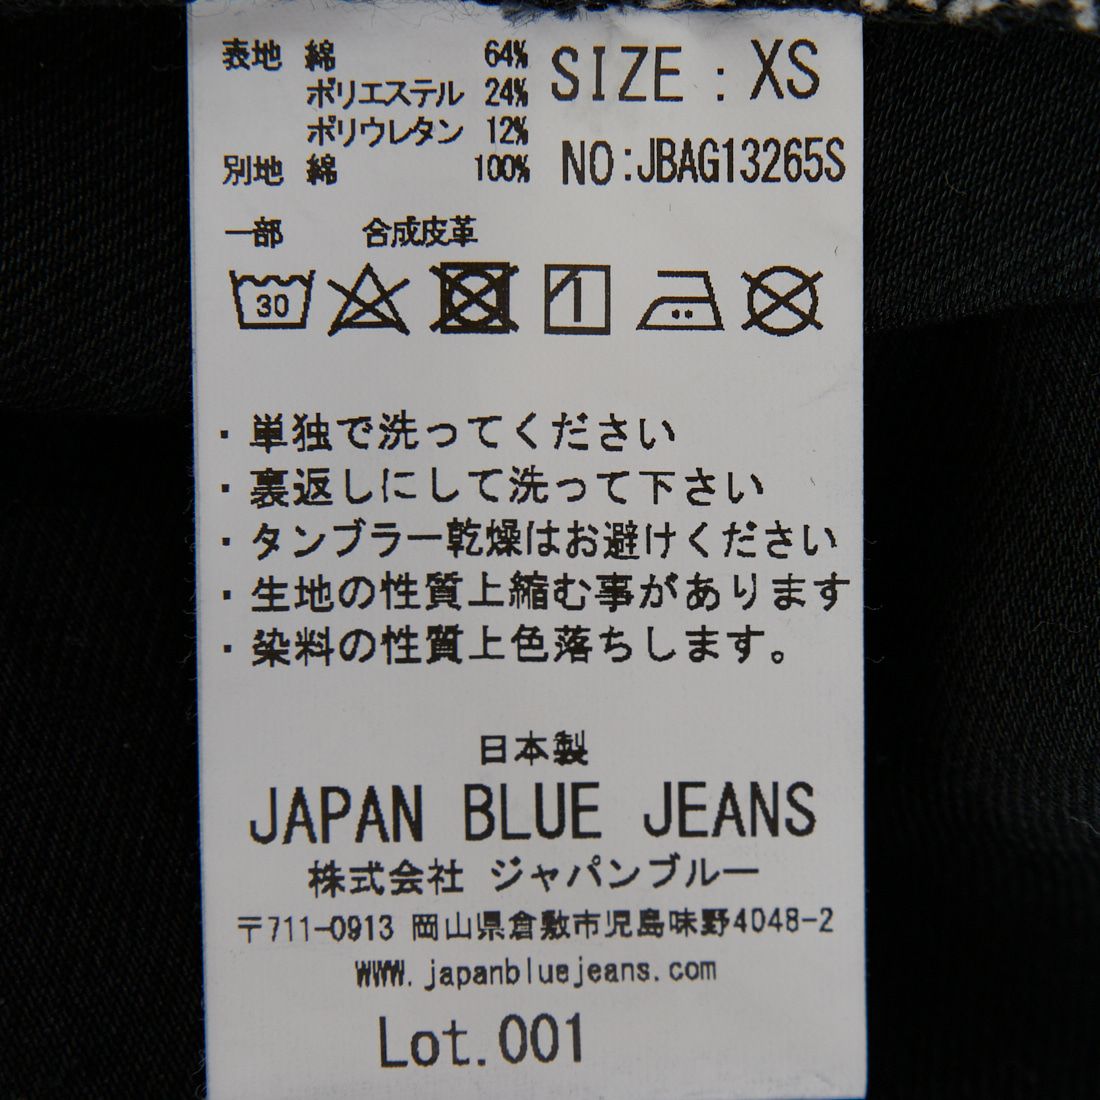 表地 綿 64% SIZE : XS
ポリエステル 24%
ポリウレタン 12%
別地 綿 100% NO:JBAG13265S
一部 合成皮革
30
・単独で洗ってください
・裏返しにして洗って下さい
・タンブラー乾燥はお避けください
・生地の性質上縮む事があります
・染料の性質上色落ちします。
日本製
JAPAN BLUE JEANS
株式会社 ジャパンブルー
〒711-0913 岡山県倉敷市児島味野4048-2
WWW.japanbluejeans.com
Lot.001